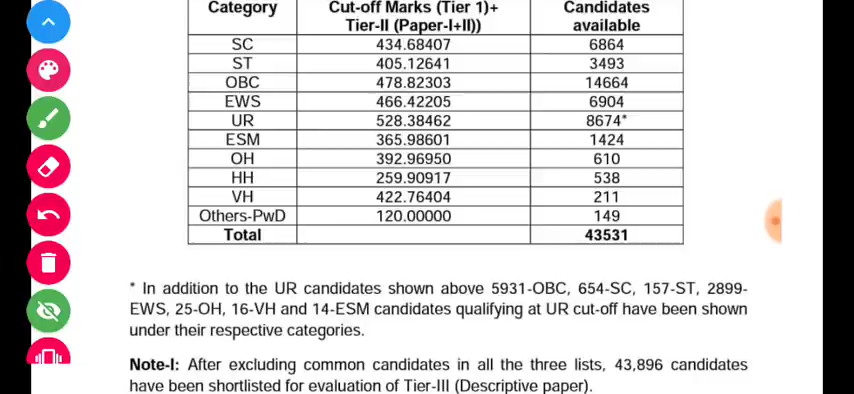 Category Cut-off Marks (Tier 1)+ Tier-II (Paper-I+II)) Candidates available
SC 434.68407 6864
ST 405.12641 3493
OBC 478.82303 14664
EWS 466.42205 6904
UR 528.38462 8674*
ESM 365.98601 1424
OH 392.96950 610
HH 259.90917 538
VH 422.76404 211
Others-PwD 120.00000 149
Total 43531
* In addition to the UR candidates shown above 5931-OBC, 654-SC, 157-ST, 2899-
EWS, 25-OH, 16-VH and 14-ESM candidates qualifying at UR cut-off have been shown
under their respective categories.
Note-I: After excluding common candidates in all the three lists, 43,896 candidates
have been shortlisted for evaluation of Tier-III (Descriptive paper).